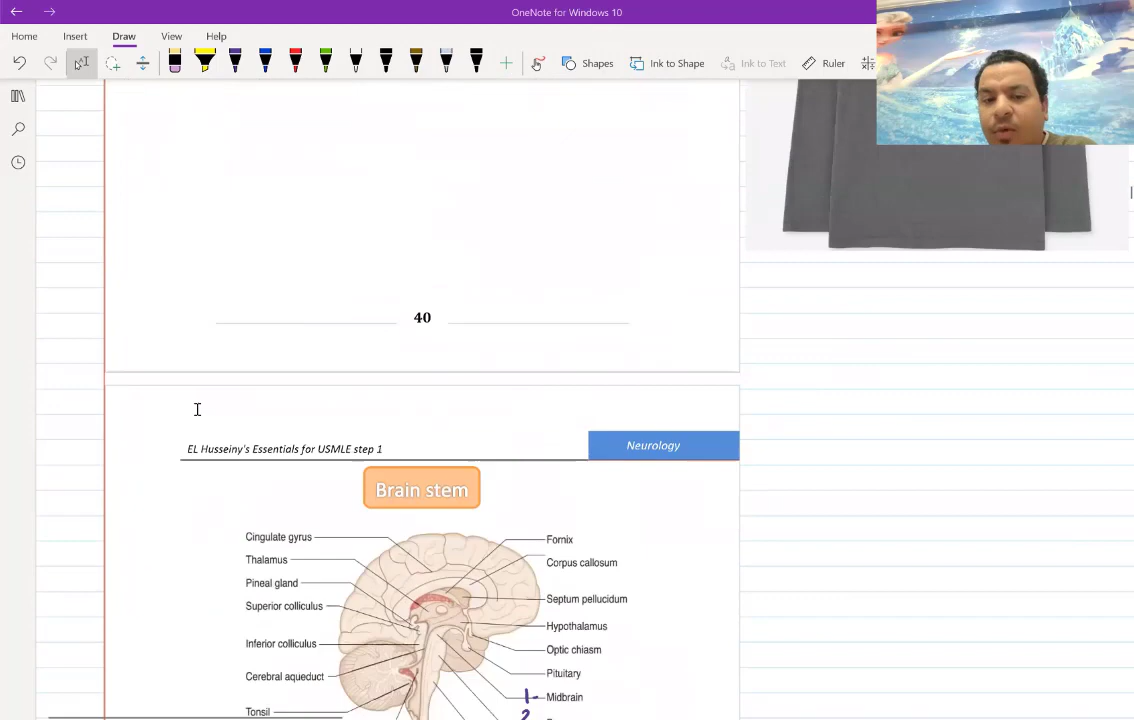 OneNote for Windows 10
Home Insert Draw View Help
Shapes Ink to Shape Ink to Text Ruler
40
EL Husseiny's Essentials for USMLE step 1
Neurology
Brain stem
Cingulate gyrus
Thalamus
Pineal gland
Superior colliculus
Inferior colliculus
Cerebral aqueduct
Tonsil
Fornix
Corpus callosum
Septum pellucidum
Hypothalamus
Optic chiasm
Pituitary
1- Midbrain
2